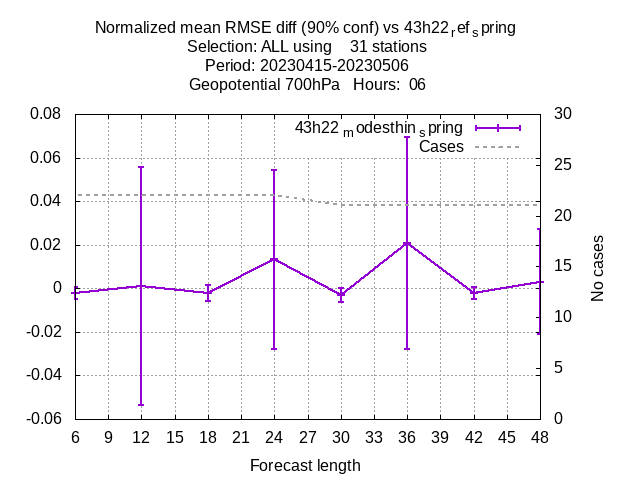 Normalized mean RMSE diff (90% conf) vs 43h22refspring
Selection: ALL using 31 stations
Period: 20230415-20230506
Geopotential 700hPa Hours: 06
43h22modesthinspring
Cases
0.08
0.06
0.04
0.02
0
-0.02
-0.04
-0.06
30
25
20
15
10
5
0
No cases
6 9 12 15 18 21 24 27 30 33 36 39 42 45 48
Forecast length